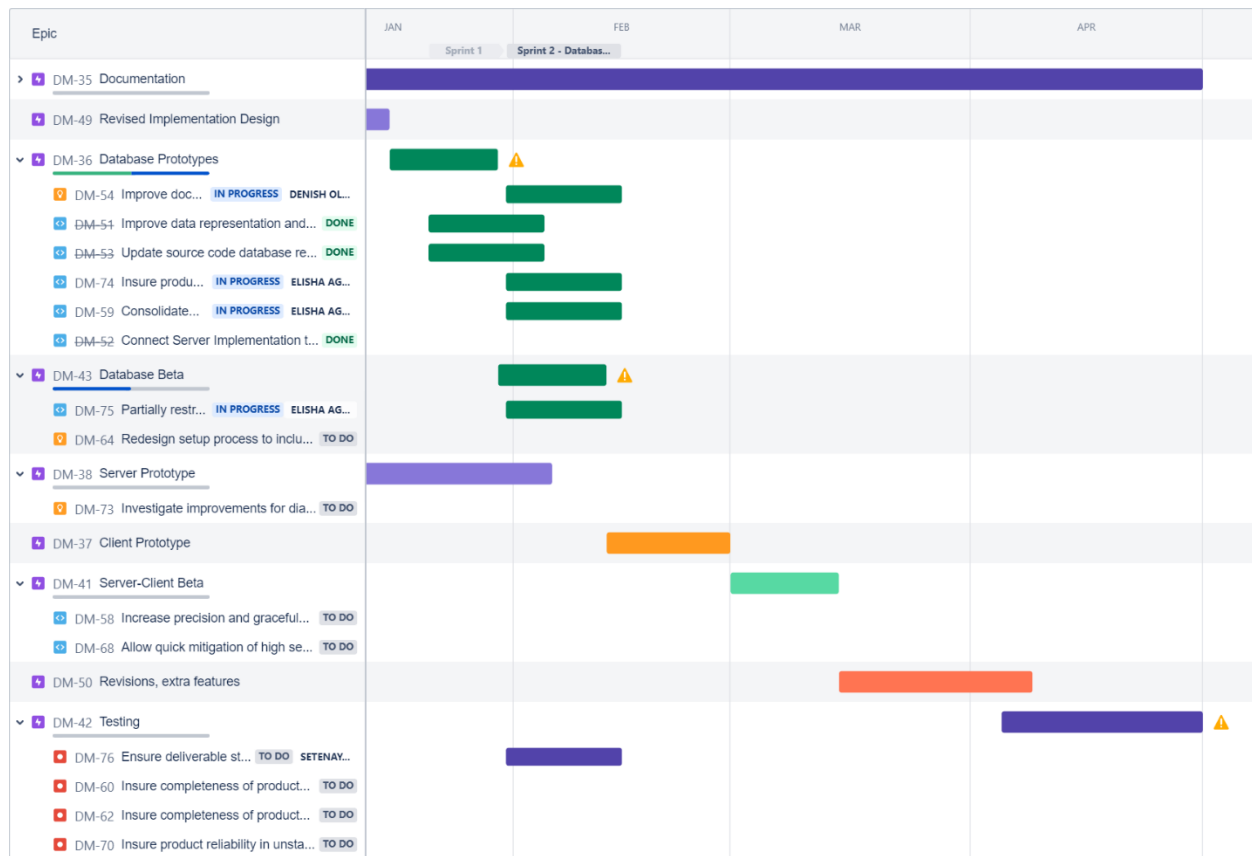 Epic
JAN FEB MAR APR
Sprint 1 Sprint 2 - Databas...
DM-35 Documentation
DM-49 Revised Implementation Design
DM-36 Database Prototypes
DM-54 Improve doc... IN PROGRESS DENISH OL...
DM-51 Improve data representation and... DONE
DM-53 Update source code database re... DONE
DM-74 Insure produ... IN PROGRESS ELISHA AG...
DM-59 Consolidate... IN PROGRESS ELISHA AG...
DM-52 Connect Server Implementation t... DONE
DM-43 Database Beta
DM-75 Partially restr... IN PROGRESS ELISHA AG...
DM-64 Redesign setup process to inclu... TO DO
DM-38 Server Prototype
DM-73 Investigate improvements for dia... TO DO
DM-37 Client Prototype
DM-41 Server-Client Beta
DM-58 Increase precision and graceful... TO DO
DM-68 Allow quick mitigation of high se... TO DO
DM-50 Revisions, extra features
DM-42 Testing
DM-76 Ensure deliverable st... TO DO SETENAY...
DM-60 Insure completeness of product... TO DO
DM-62 Insure completeness of product... TO DO
DM-70 Insure product reliability in unsta... TO DO